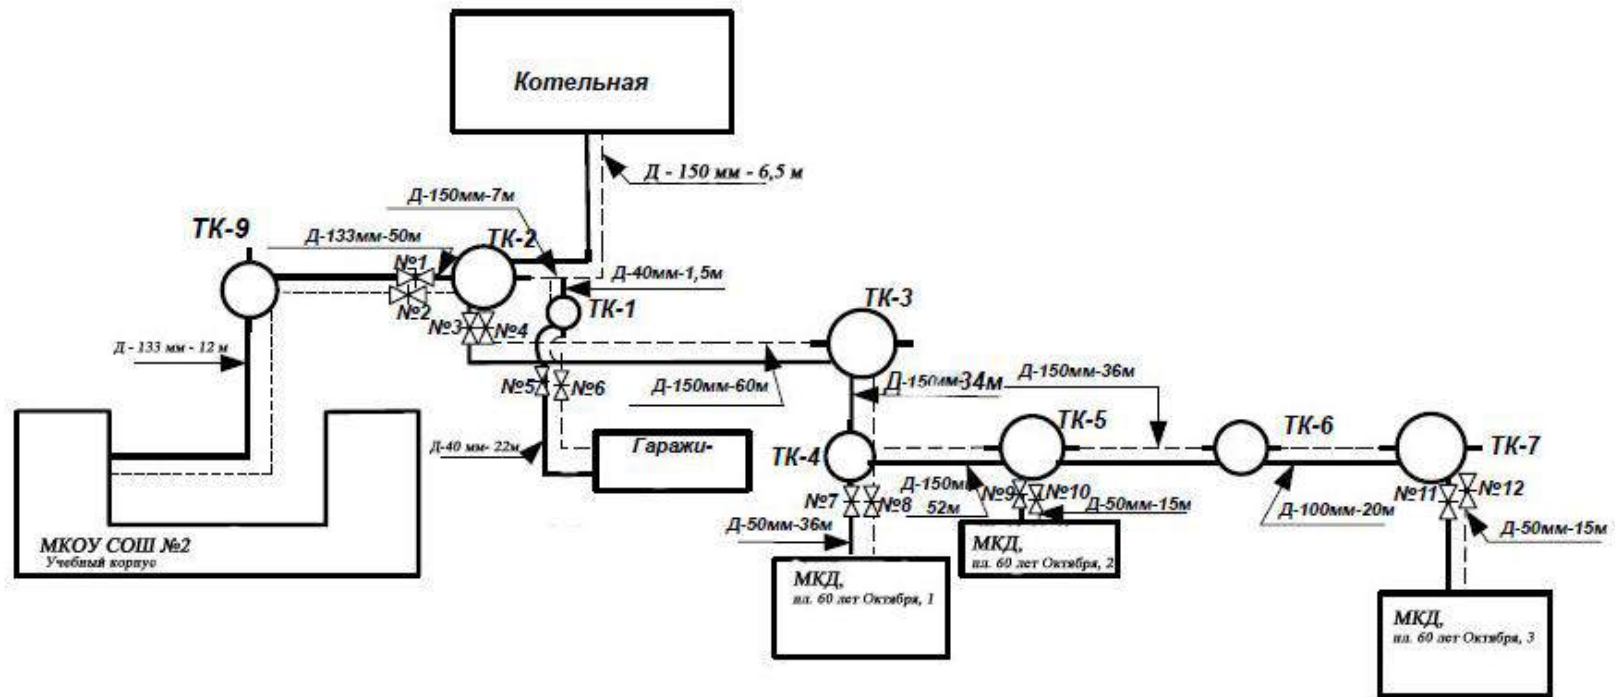 Котельная
Д - 150 мм - 6,5 м
Д-150мм-7м
ТК-9
Д-133мм-50м
ТК-2
№1
Д-40мм-1,5м
№2
ТК-1
ТК-3
№3
№4
Д - 133 мм - 12 м
Д-150мм-60м
Д-150мм-34м
Д-150мм-36м
№5
№6
ТК-5
ТК-6
ТК-7
Д-40 мм- 22м
Гаражи-
ТК-4
№7
№8
Д-150мм
52м
№9
№10
Д-50мм-15м
№11
№12
Д-50мм-36м
Д-100мм-20м
Д-50мм-15м
МКОУ СОШ №2
Учебный корпус
МКД,
пл. 60 лет Октября, 2
МКД,
пл. 60 лет Октября, 1
МКД,
пл. 60 лет Октября, 3